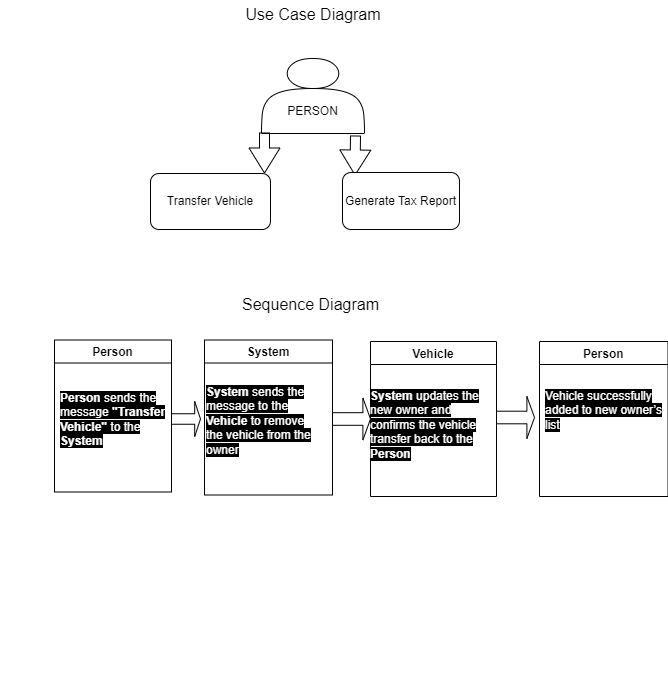 Use Case Diagram
PERSON
Transfer Vehicle
Generate Tax Report
Sequence Diagram
Person
Person sends the
message "Transfer
Vehicle" to the
System
System
System sends the
message to the
Vehicle to remove
the vehicle from the
owner
Vehicle
System updates the
new owner and
confirms the vehicle
transfer back to the
Person
Person
Vehicle successfully
added to new owner's
list